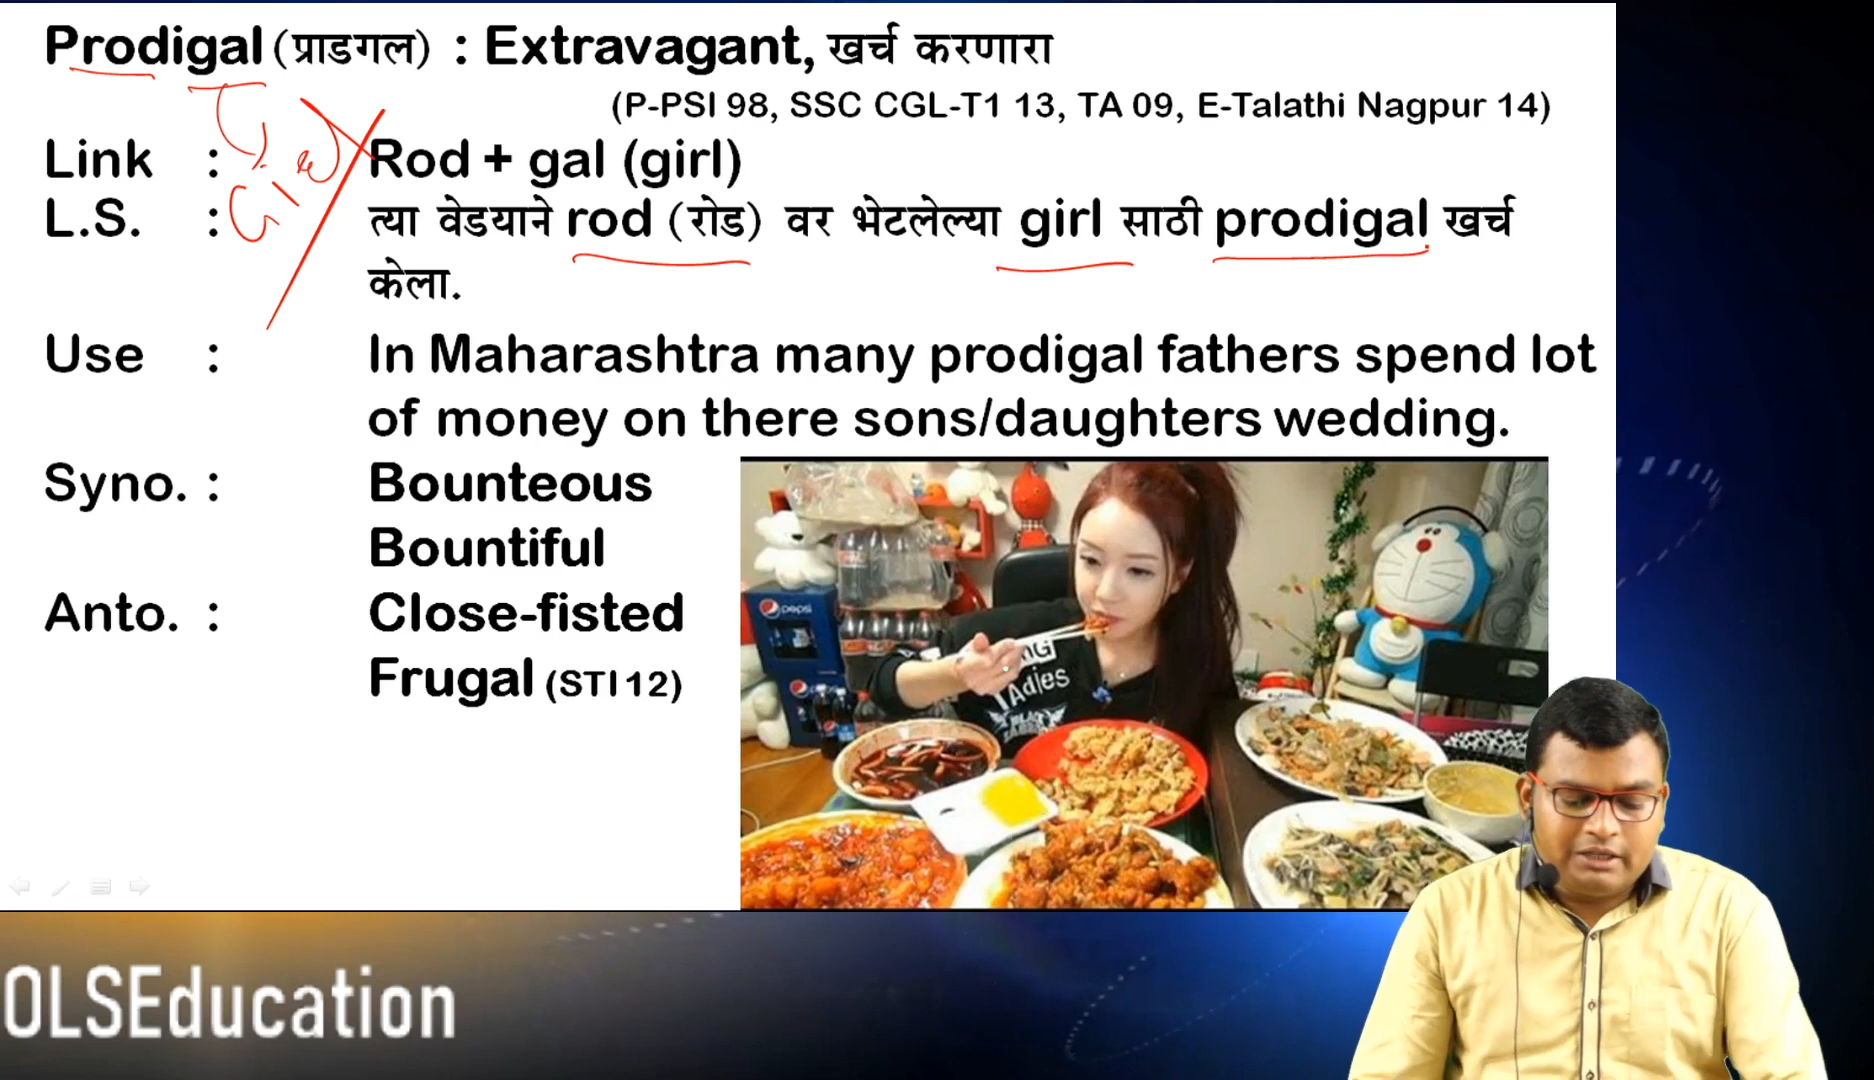 Prodigal (प्राडगल) : Extravagant, खर्च करणारा
(P-PSI 98, SSC CGL-T1 13, TA 09, E-Talathi Nagpur 14)
Link : Rod + gal (girl)
L.S. : त्या वेडयाने rod (रोड) वर भेटलेल्या girl साठी prodigal खर्च
केला.
Use : In Maharashtra many prodigal fathers spend lot
of money on there sons/daughters wedding.
Syno. : Bounteous
Bountiful
Anto. : Close-fisted
Frugal (STI 12)
pepsi
Adies
OLSEducation